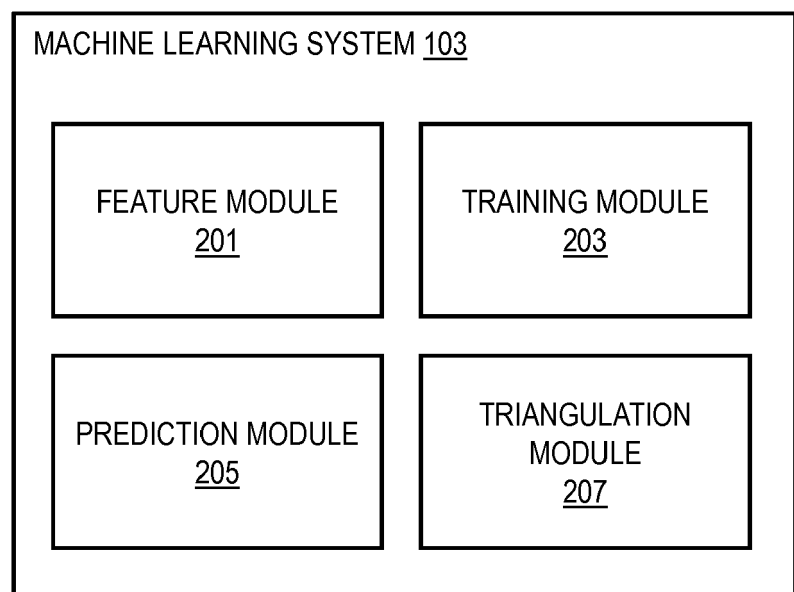 MACHINE LEARNING SYSTEM 103
FEATURE MODULE
201
TRAINING MODULE
203
PREDICTION MODULE
205
TRIANGULATION
MODULE
207